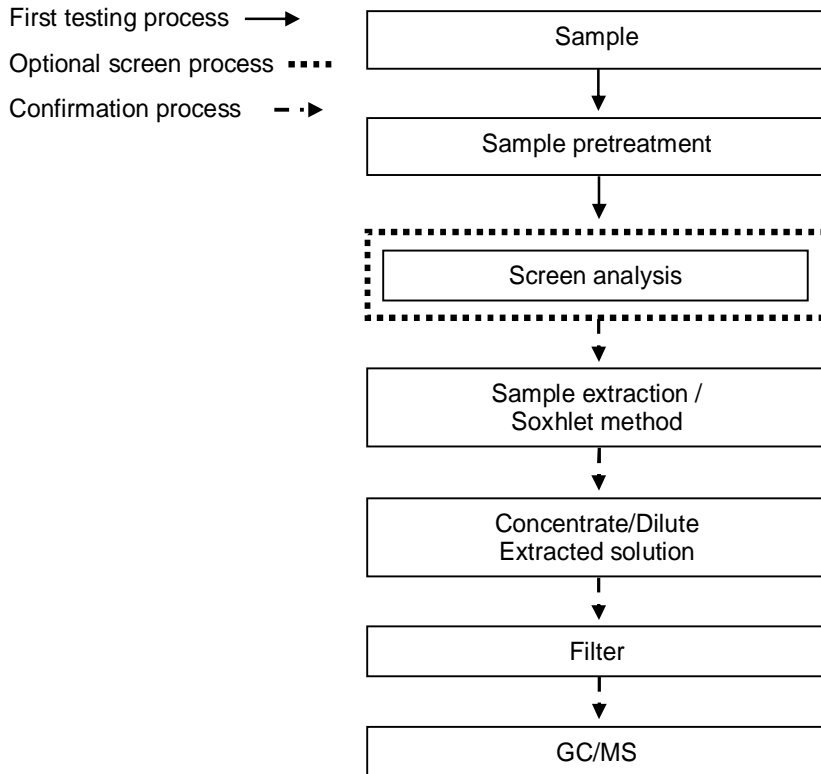 First testing process
Optional screen process
Confirmation process
Sample
Sample pretreatment
Screen analysis
Sample extraction /
Soxhlet method
Concentrate/Dilute
Extracted solution
Filter
GC/MS